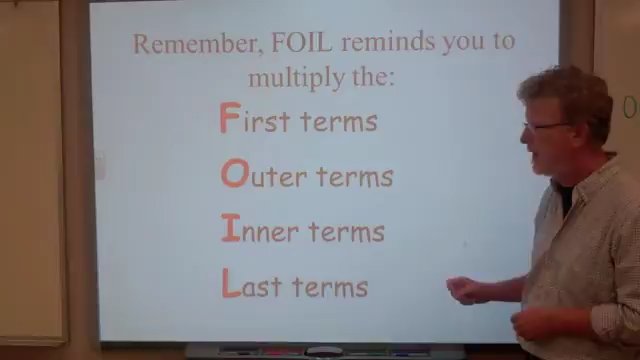 Remember, FOIL reminds you to
multiply the:
First terms
Outer terms
Inner terms
Last terms